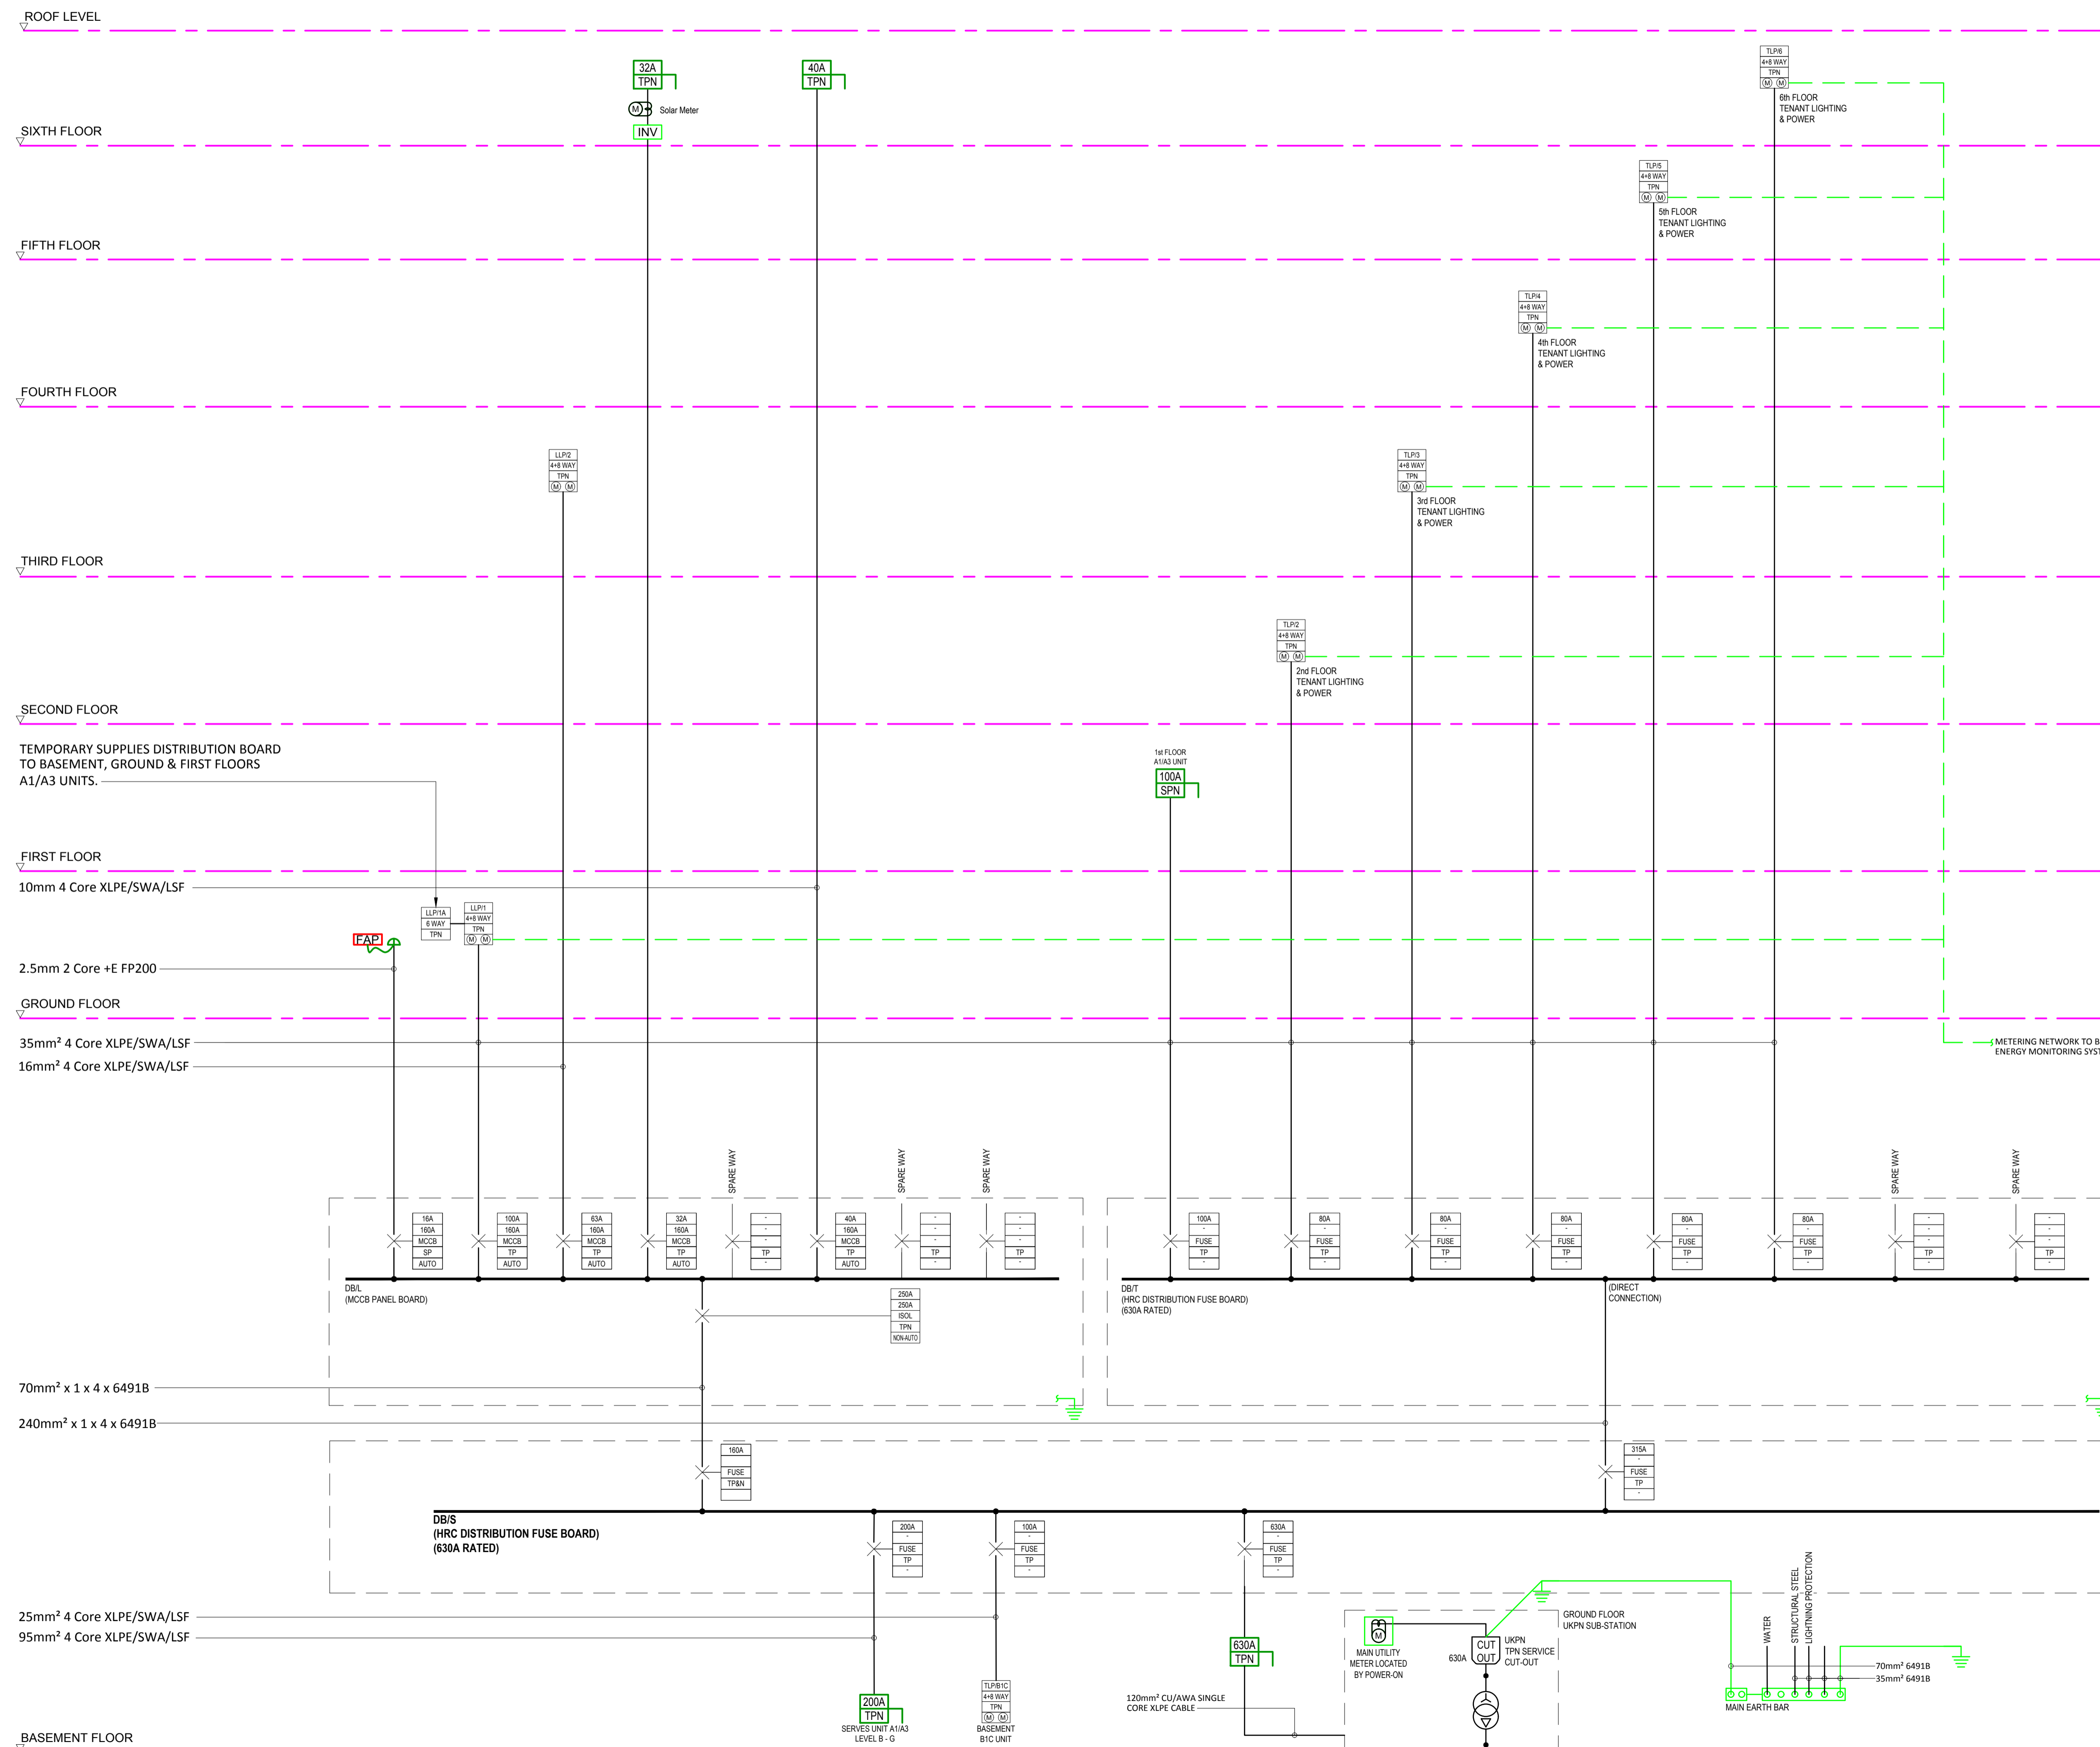 ROOF LEVEL
32A
TPN
Solar Meter
M
INV
40A
TPN
TLP/6
4+8 WAY
TPN
M M
6th FLOOR
TENANT LIGHTING
& POWER
SIXTH FLOOR
TLP/5
4+8 WAY
TPN
M M
5th FLOOR
TENANT LIGHTING
& POWER
FIFTH FLOOR
TLP/4
4+8 WAY
TPN
M M
4th FLOOR
TENANT LIGHTING
& POWER
FOURTH FLOOR
LLP/2
4+8 WAY
TPN
M M
TLP/3
4+8 WAY
TPN
M M
3rd FLOOR
TENANT LIGHTING
& POWER
THIRD FLOOR
TLP/2
4+8 WAY
TPN
M M
2nd FLOOR
TENANT LIGHTING
& POWER
SECOND FLOOR
TEMPORARY SUPPLIES DISTRIBUTION BOARD
TO BASEMENT, GROUND & FIRST FLOORS
A1/A3 UNITS.
1st FLOOR
A1/A3 UNIT
100A
SPN
FIRST FLOOR
10mm 4 Core XLPE/SWA/LSF
LLP/1A
6 WAY
TPN
LLP/1
4+8 WAY
TPN
M M
FAP
2.5mm 2 Core +E FP200
GROUND FLOOR
35mm² 4 Core XLPE/SWA/LSF
16mm² 4 Core XLPE/SWA/LSF
METERING NETWORK TO B
ENERGY MONITORING SYST
16A
160A
MCCB
SP
AUTO
100A
160A
MCCB
TP
AUTO
63A
160A
MCCB
TP
AUTO
32A
160A
MCCB
TP
AUTO
SPARE WAY
-
-
-
TP
-
40A
160A
MCCB
TP
AUTO
SPARE WAY
-
-
-
TP
-
SPARE WAY
-
-
-
TP
-
100A
-
FUSE
TP
-
80A
-
FUSE
TP
-
80A
-
FUSE
TP
-
80A
-
FUSE
TP
-
80A
-
FUSE
TP
-
80A
-
FUSE
TP
-
SPARE WAY
-
-
-
TP
-
SPARE WAY
-
-
-
TP
-
DB/L
(MCCB PANEL BOARD)
250A
250A
ISOL
TPN
NON-AUTO
DB/T
(HRC DISTRIBUTION FUSE BOARD)
(630A RATED)
(DIRECT
CONNECTION)
70mm² x 1 x 4 x 6491B
240mm² x 1 x 4 x 6491B
160A
FUSE
TP&N
315A
-
FUSE
TP
-
DB/S
(HRC DISTRIBUTION FUSE BOARD)
(630A RATED)
200A
-
FUSE
TP
-
100A
-
FUSE
TP
-
630A
-
FUSE
TP
-
25mm² 4 Core XLPE/SWA/LSF
95mm² 4 Core XLPE/SWA/LSF
200A
TPN
SERVES UNIT A1/A3
LEVEL B - G
TLP/B1C
4+8 WAY
TPN
M M
BASEMENT
B1C UNIT
630A
TPN
120mm² CU/AWA SINGLE
CORE XLPE CABLE
M
MAIN UTILITY
METER LOCATED
BY POWER-ON
630A
CUT
OUT
UKPN
TPN SERVICE
CUT-OUT
GROUND FLOOR
UKPN SUB-STATION
WATER
STRUCTURAL STEEL
LIGHTNING PROTECTION
70mm² 6491B
35mm² 6491B
MAIN EARTH BAR
BASEMENT FLOOR